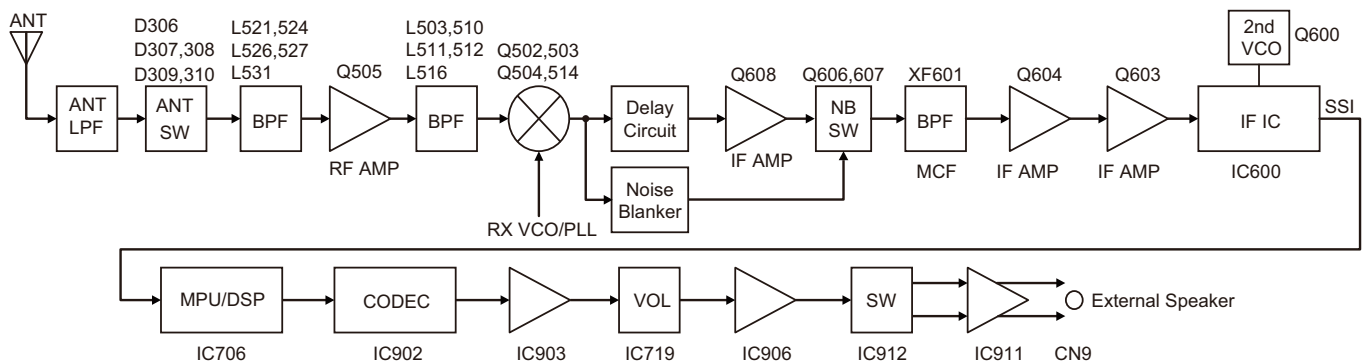 ANT
D306
D307,308
D309,310
L521,524
L526,527
L531
Q505
L503,510
L511,512
L516
Q502,503
Q504,514
Q608
Q606,607
XF601
Q604
Q603
2nd
VCO
Q600
ANT
LPF
ANT
SW
BPF
BPF
Delay
Circuit
NB
SW
BPF
IF IC
SSI
RF AMP
IF AMP
MCF
IF AMP
IF AMP
IC600
Noise
Blanker
RX VCO/PLL
MPU/DSP
CODEC
VOL
SW
External Speaker
IC706
IC902
IC903
IC719
IC906
IC912
IC911
CN9